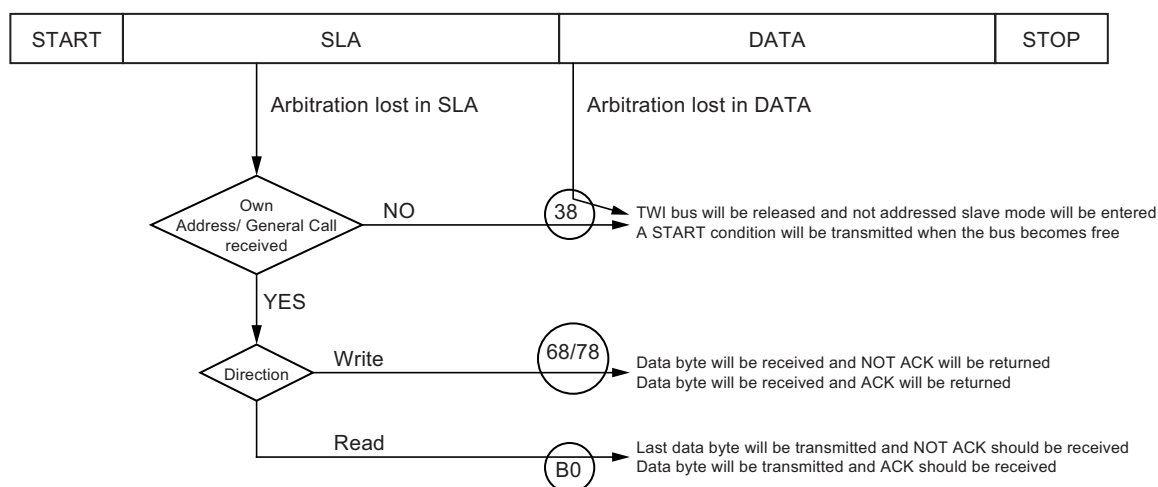 START
SLA
DATA
STOP
Arbitration lost in SLA
Arbitration lost in DATA
Own
Address/ General Call
received
NO
38
TWI bus will be released and not addressed slave mode will be entered
A START condition will be transmitted when the bus becomes free
YES
Direction
Write
68/78
Data byte will be received and NOT ACK will be returned
Data byte will be received and ACK will be returned
Read
B0
Last data byte will be transmitted and NOT ACK should be received
Data byte will be transmitted and ACK should be received